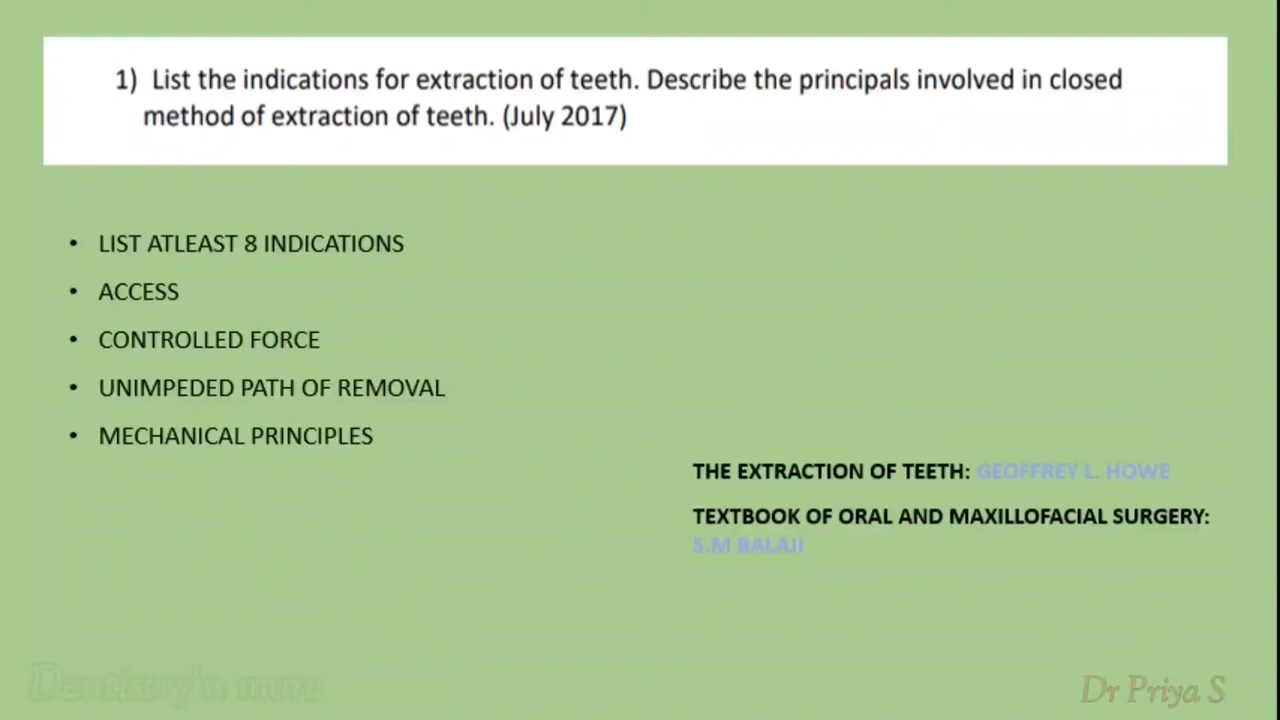 1) List the indications for extraction of teeth. Describe the principals involved in closed
method of extraction of teeth. (July 2017)
• LIST ATLEAST 8 INDICATIONS
• ACCESS
• CONTROLLED FORCE
• UNIMPEDED PATH OF REMOVAL
• MECHANICAL PRINCIPLES
THE EXTRACTION OF TEETH: GEOFFREY L. HOWE
TEXTBOOK OF ORAL AND MAXILLOFACIAL SURGERY:
S.M BALAJI
Dr Priya S